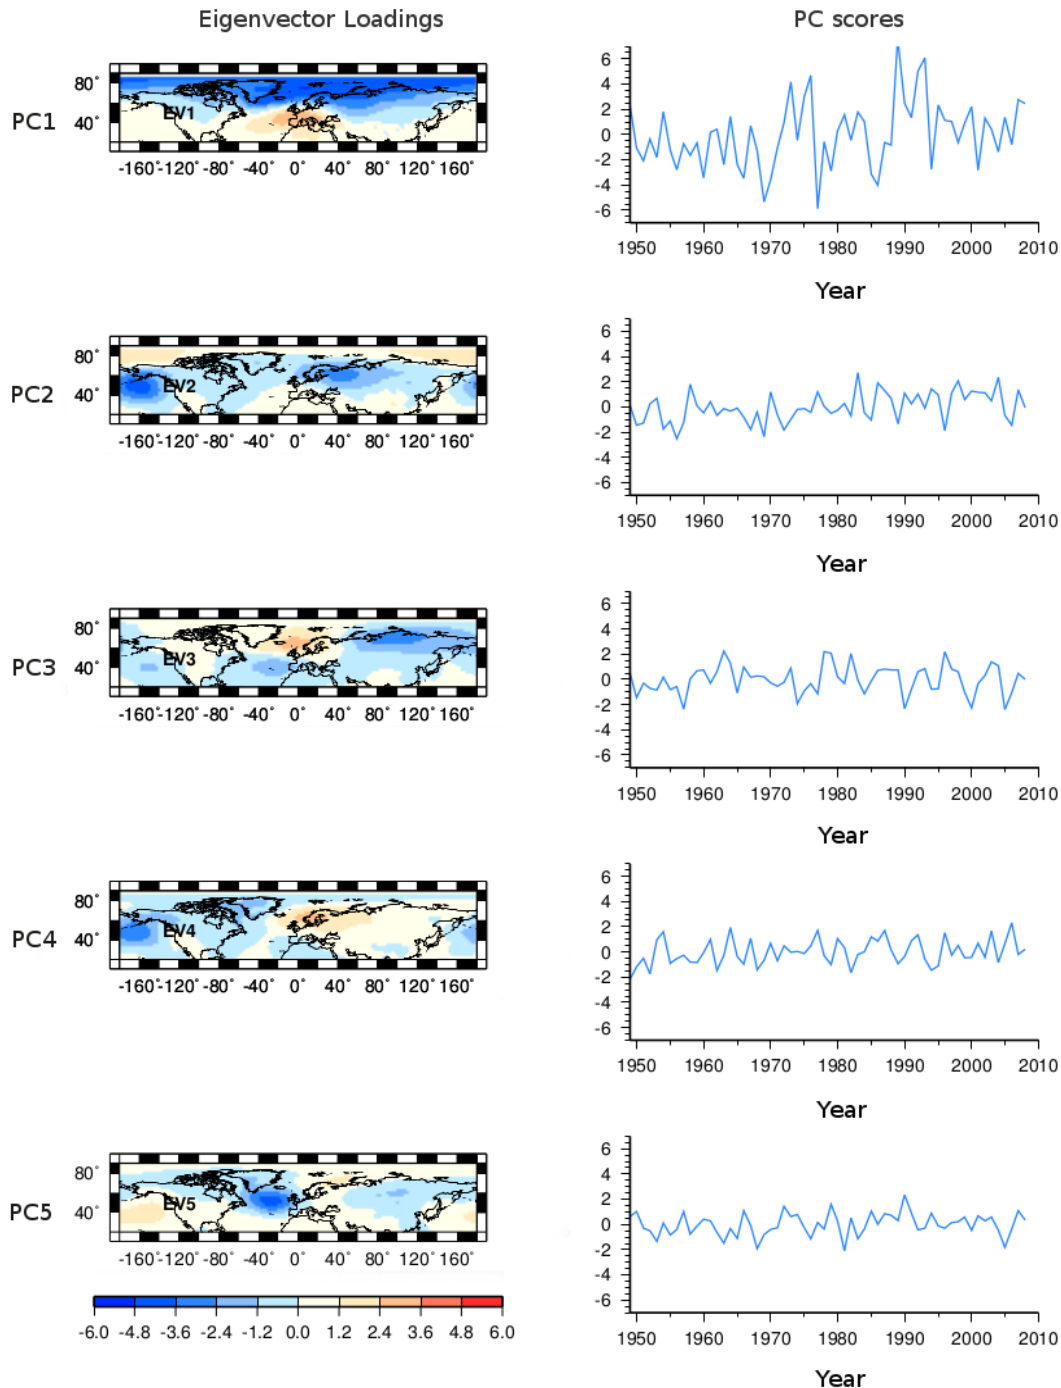 Eigenvector Loadings PC scores
PC1
80° 40°
EV1
-160° -120° -80° -40° 0° 40° 80° 120° 160°
6 4 2 0 -2 -4 -6
1950 1960 1970 1980 1990 2000 2010
Year
PC2
80° 40°
EV2
-160° -120° -80° -40° 0° 40° 80° 120° 160°
6 4 2 0 -2 -4 -6
1950 1960 1970 1980 1990 2000 2010
Year
PC3
80° 40°
EV3
-160° -120° -80° -40° 0° 40° 80° 120° 160°
6 4 2 0 -2 -4 -6
1950 1960 1970 1980 1990 2000 2010
Year
PC4
80° 40°
EV4
-160° -120° -80° -40° 0° 40° 80° 120° 160°
6 4 2 0 -2 -4 -6
1950 1960 1970 1980 1990 2000 2010
Year
PC5
80° 40°
EV5
-160° -120° -80° -40° 0° 40° 80° 120° 160°
-6.0 -4.8 -3.6 -2.4 -1.2 0.0 1.2 2.4 3.6 4.8 6.0
6 4 2 0 -2 -4 -6
1950 1960 1970 1980 1990 2000 2010
Year